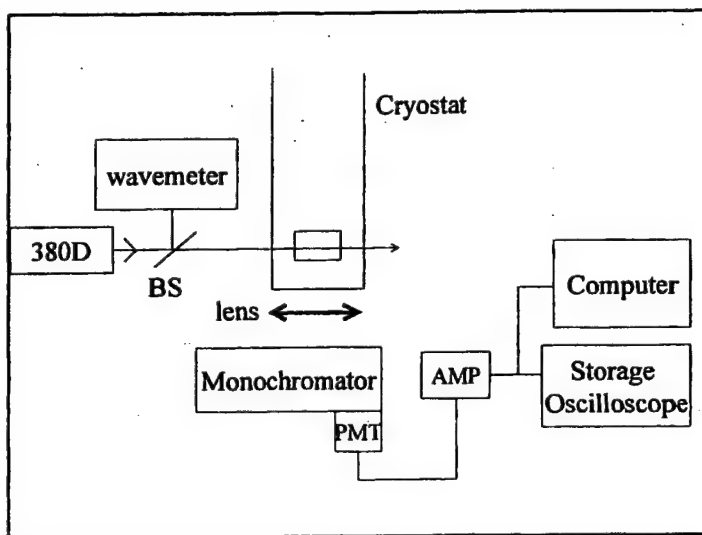 Cryostat
wavemeter
380D
BS
lens
Computer
Monochromator
AMP
Storage
Oscilloscope
PMT